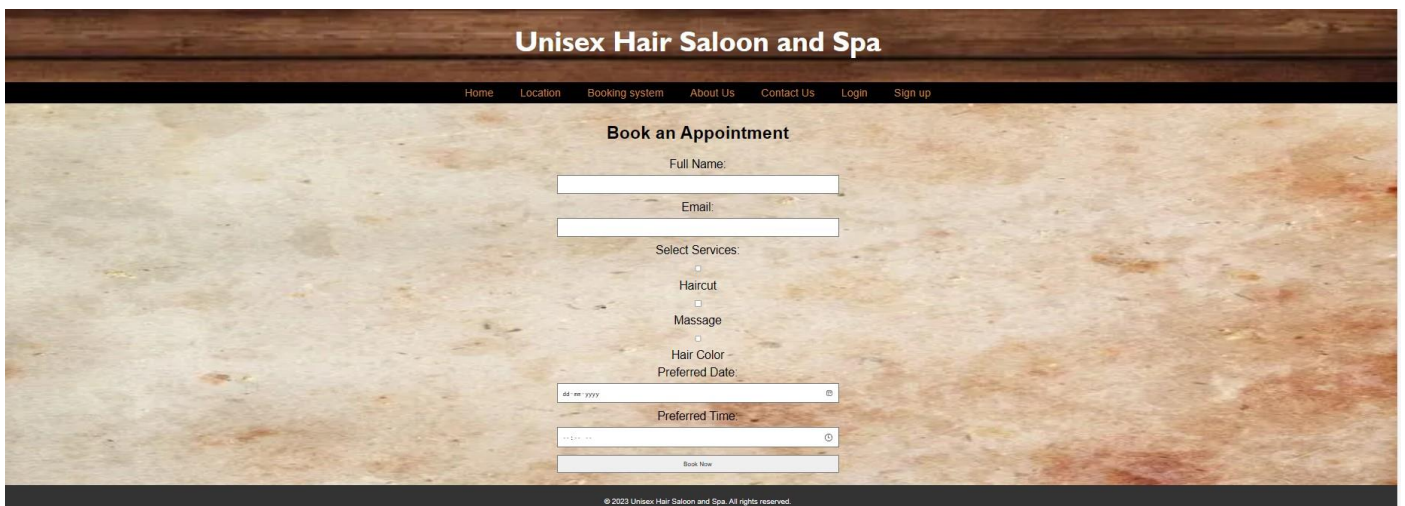 Unisex Hair Saloon and Spa
Home Location Booking system About Us Contact Us Login Sign up
Book an Appointment
Full Name:
Email:
Select Services:
Haircut
Massage
Hair Color
Preferred Date:
dd-mm-yyyy
Preferred Time:
--:-- --
Book Now
© 2023 Unisex Hair Saloon and Spa. All rights reserved.